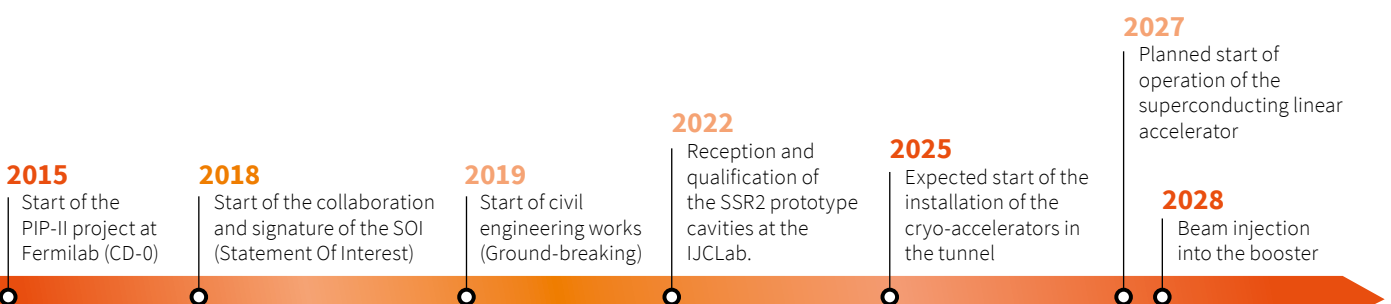 2015
Start of the
PIP-II project at
Fermilab (CD-0)
2018
Start of the collaboration
and signature of the SOI
(Statement Of Interest)
2019
Start of civil
engineering works
(Ground-breaking)
2022
Reception and
qualification of
the SSR2 prototype
cavities at the
IJCLab.
2025
Expected start of the
installation of the
cryo-accelerators in
the tunnel
2027
Planned start of
operation of the
superconducting linear
accelerator
2028
Beam injection
into the booster